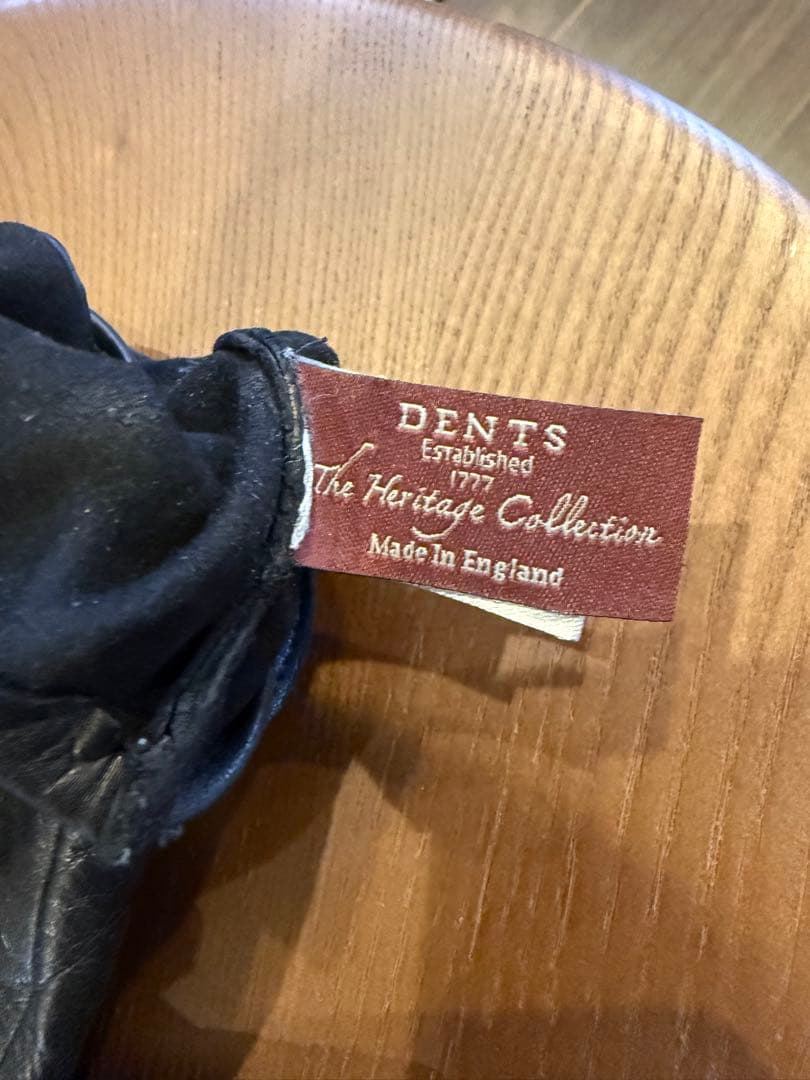 DENTS
Established
1777
The Heritage Collection
Made In England